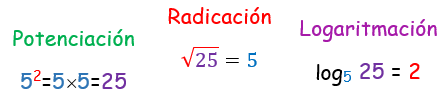 Potenciación
5²=5×5=25
Radicación
√25 = 5
Logaritmación
log₅ 25 = 2